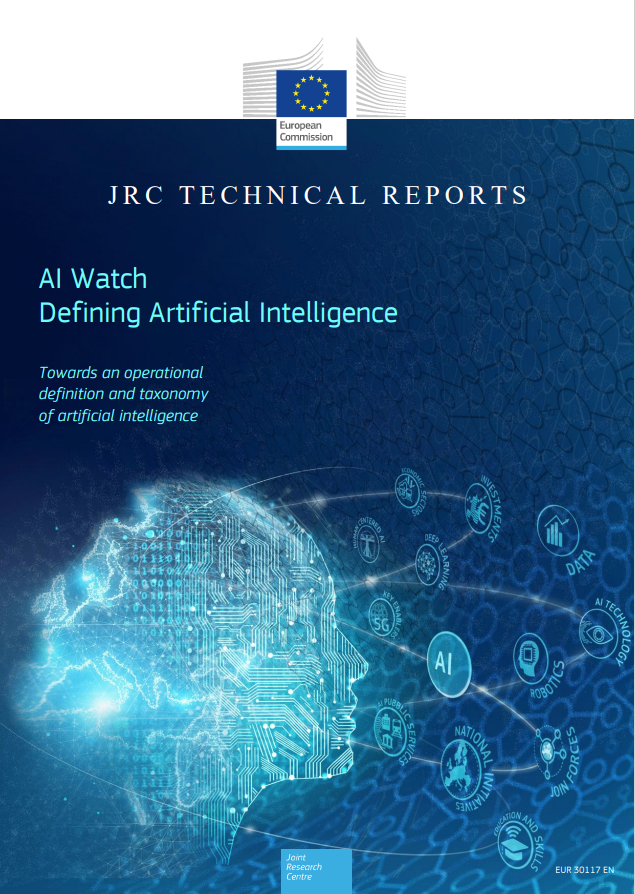 European
Commission
JRC TECHNICAL REPORTS
AI Watch
Defining Artificial Intelligence
Towards an operational
definition and taxonomy
of artificial intelligence
ECONOMIC SECTORS
INVESTMENTS
CENTERED AI
DEEP LEARNING
DATA
KEY ENABLERS
5G
AI TECHNOLOGY
AI
ROBOTICS
AI PUBLIC SERVICES
NATIONAL INITIATIVES
JOIN FORCES
EDUCATION AND SKILLS
Joint
Research
Centre
EUR 30117 EN